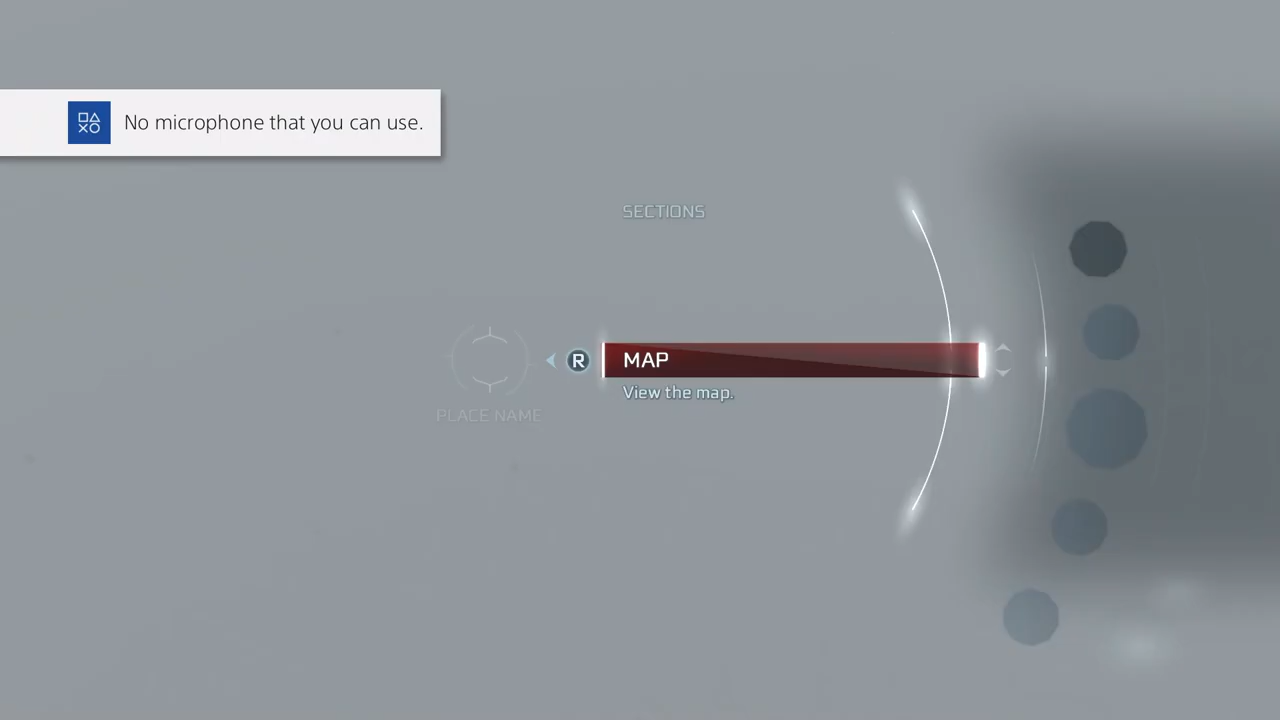 No microphone that you can use.
SECTIONS
R
MAP
View the map.
PLACE NAME